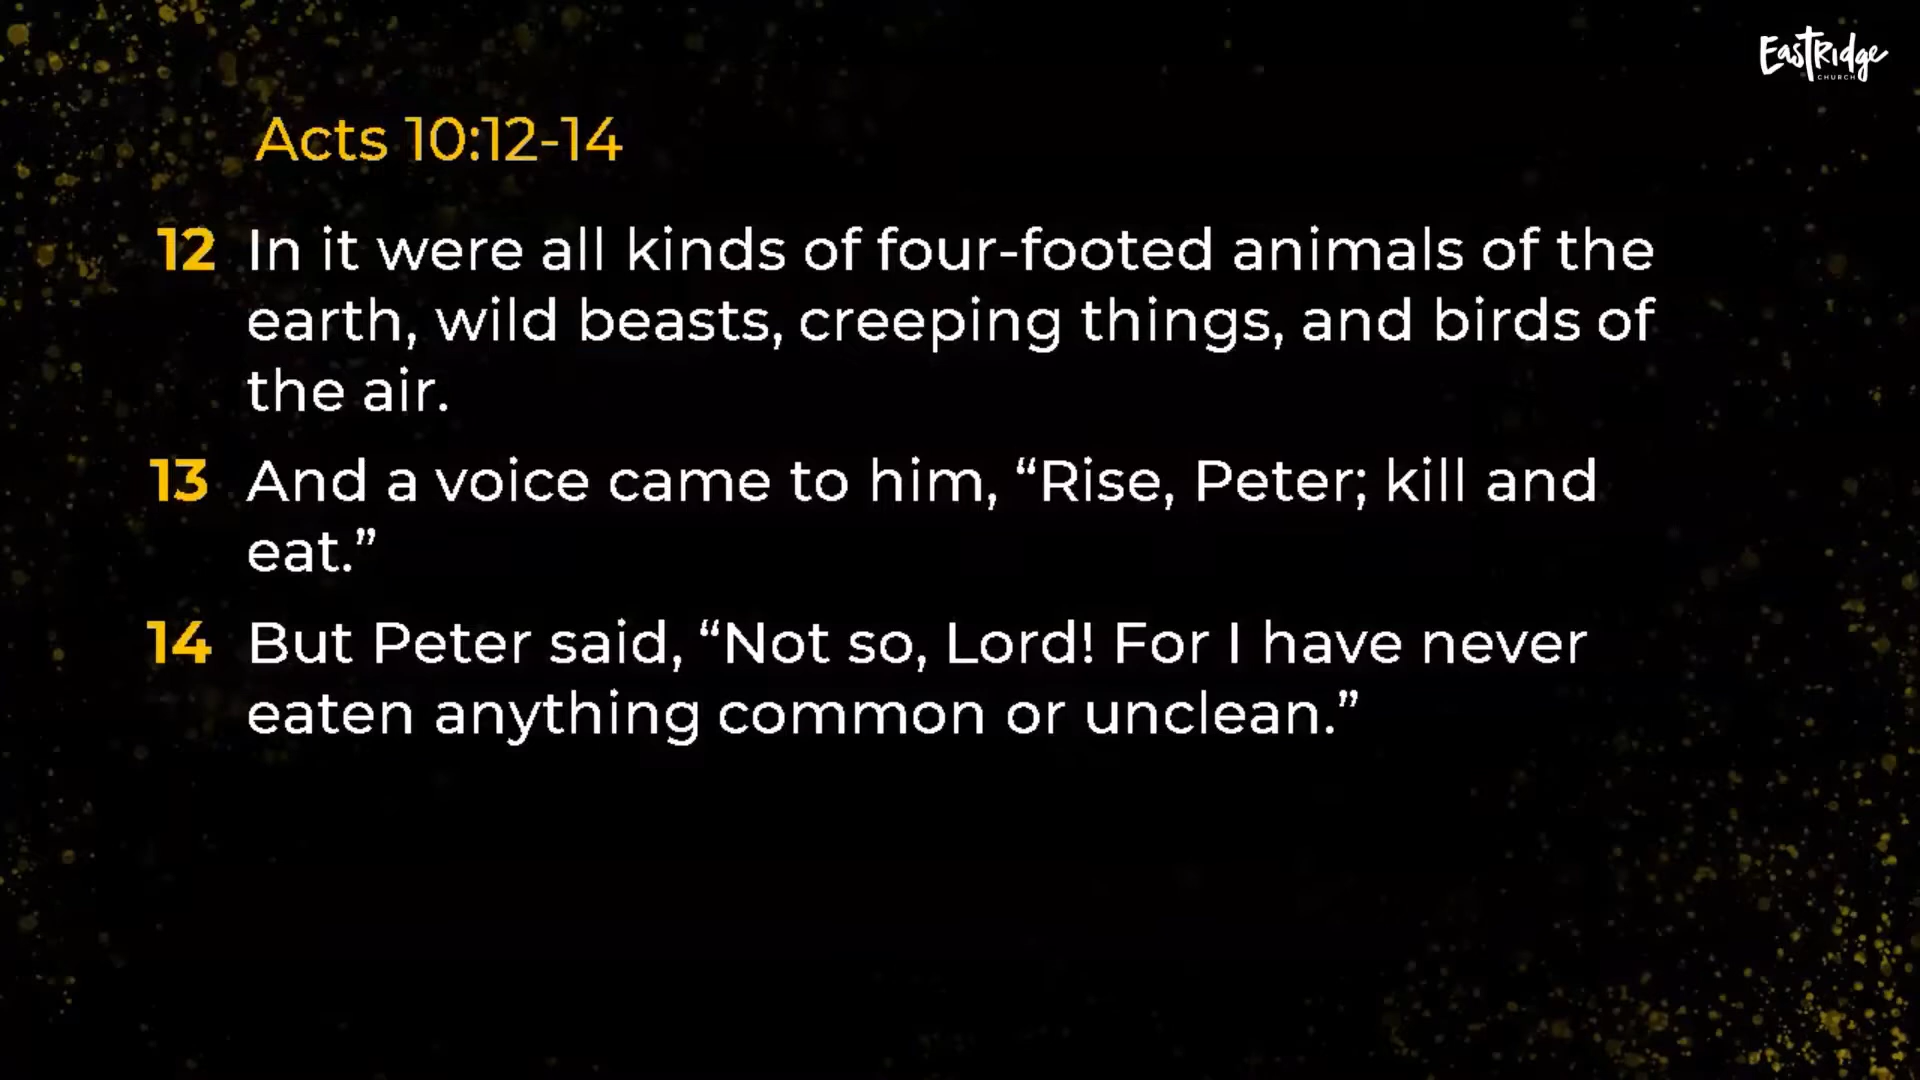 EastRidge
CHURCH
Acts 10:12-14
12 In it were all kinds of four-footed animals of the
earth, wild beasts, creeping things, and birds of
the air.
13 And a voice came to him, “Rise, Peter; kill and
eat.”
14 But Peter said, “Not so, Lord! For I have never
eaten anything common or unclean.”